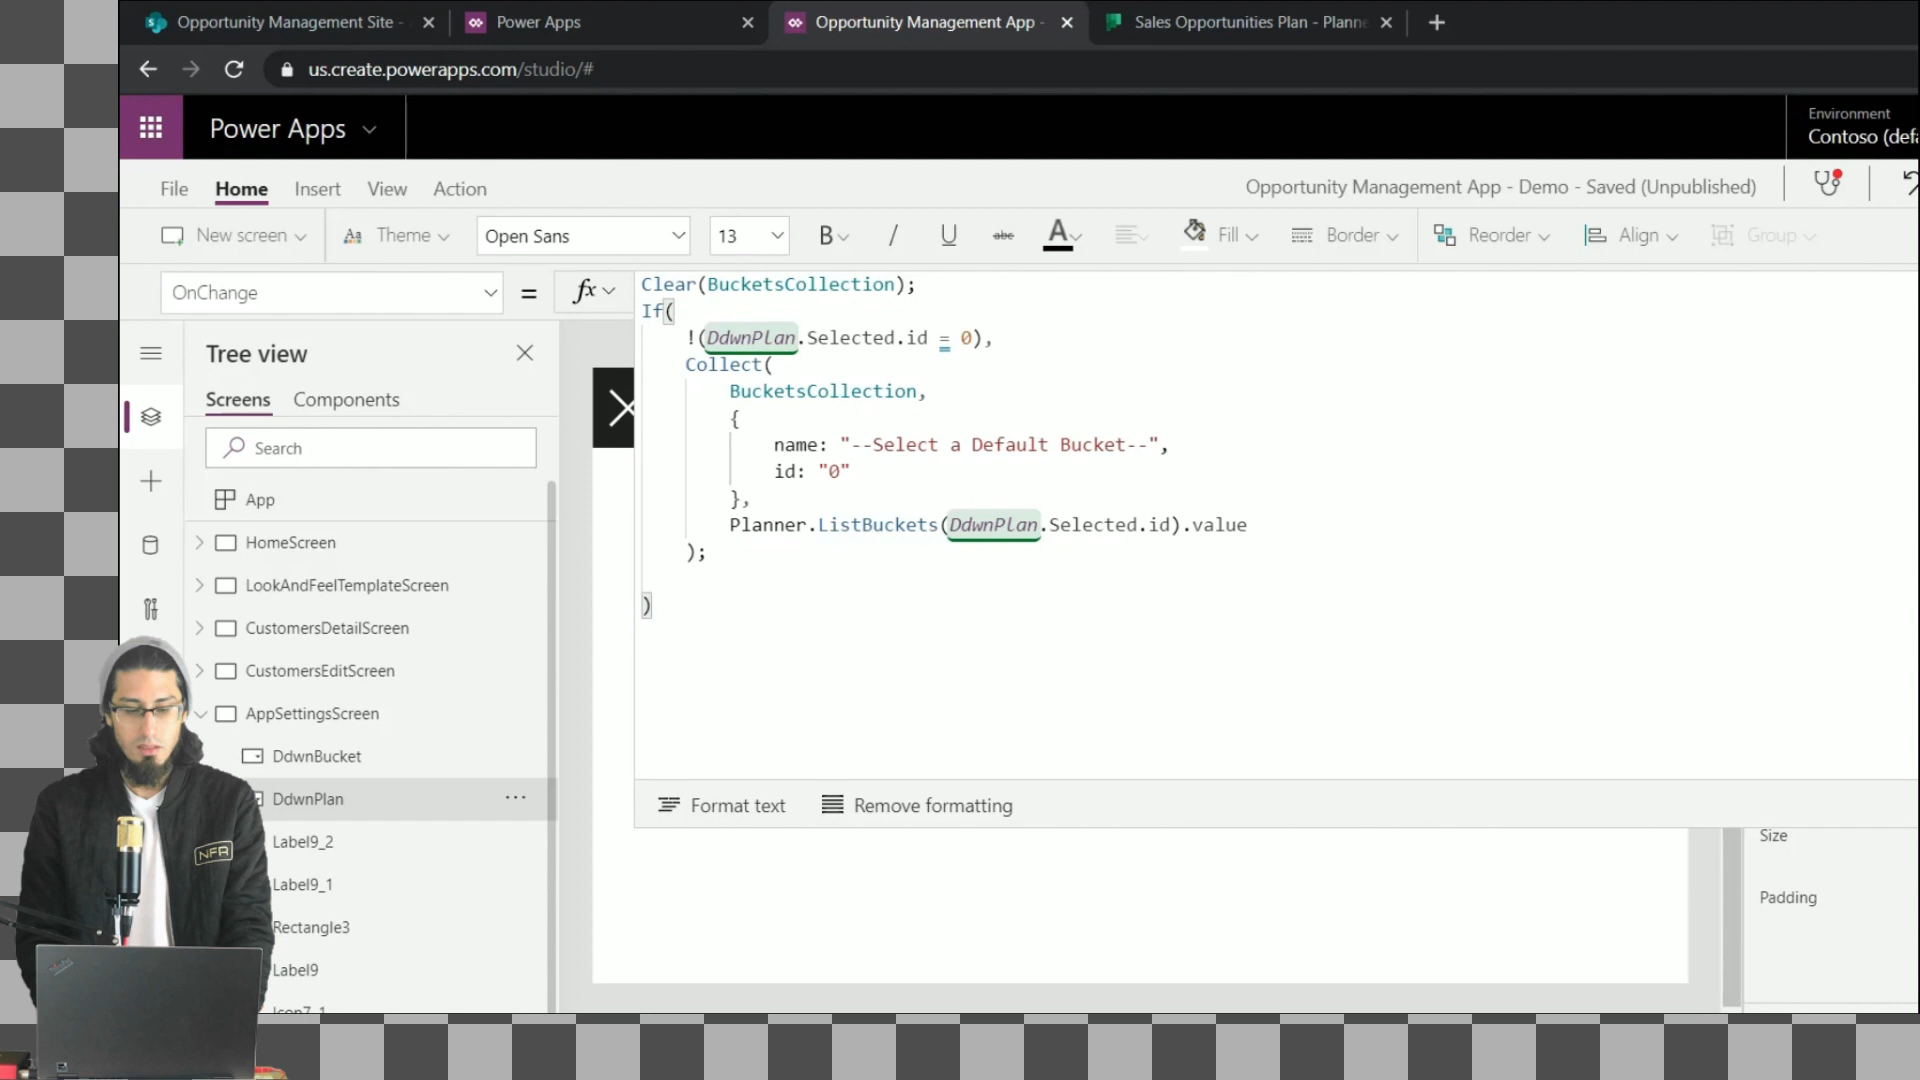 Opportunity Management Site -
Power Apps
Opportunity Management App -
Sales Opportunities Plan - Planne
us.create.powerapps.com/studio/#
Power Apps
Environment
Contoso (defa
File
Home
Insert
View
Action
Opportunity Management App - Demo - Saved (Unpublished)
New screen
Theme
Open Sans
13
B
/
U
abc
A
Fill
Border
Reorder
Align
Group
OnChange
=
fx
Clear(BucketsCollection);
If(
!(DdwnPlan.Selected.id = 0),
Collect(
BucketsCollection,
{
name: "--Select a Default Bucket--",
id: "0"
},
Planner.ListBuckets(DdwnPlan.Selected.id).value
);
)
Format text
Remove formatting
Tree view
Screens
Components
Search
App
HomeScreen
LookAndFeelTemplateScreen
CustomersDetailScreen
CustomersEditScreen
AppSettingsScreen
DdwnBucket
DdwnPlan
Label9_2
Label9_1
Rectangle3
Label9
Icon7_1
Size
Padding
NFR
ThinkPad